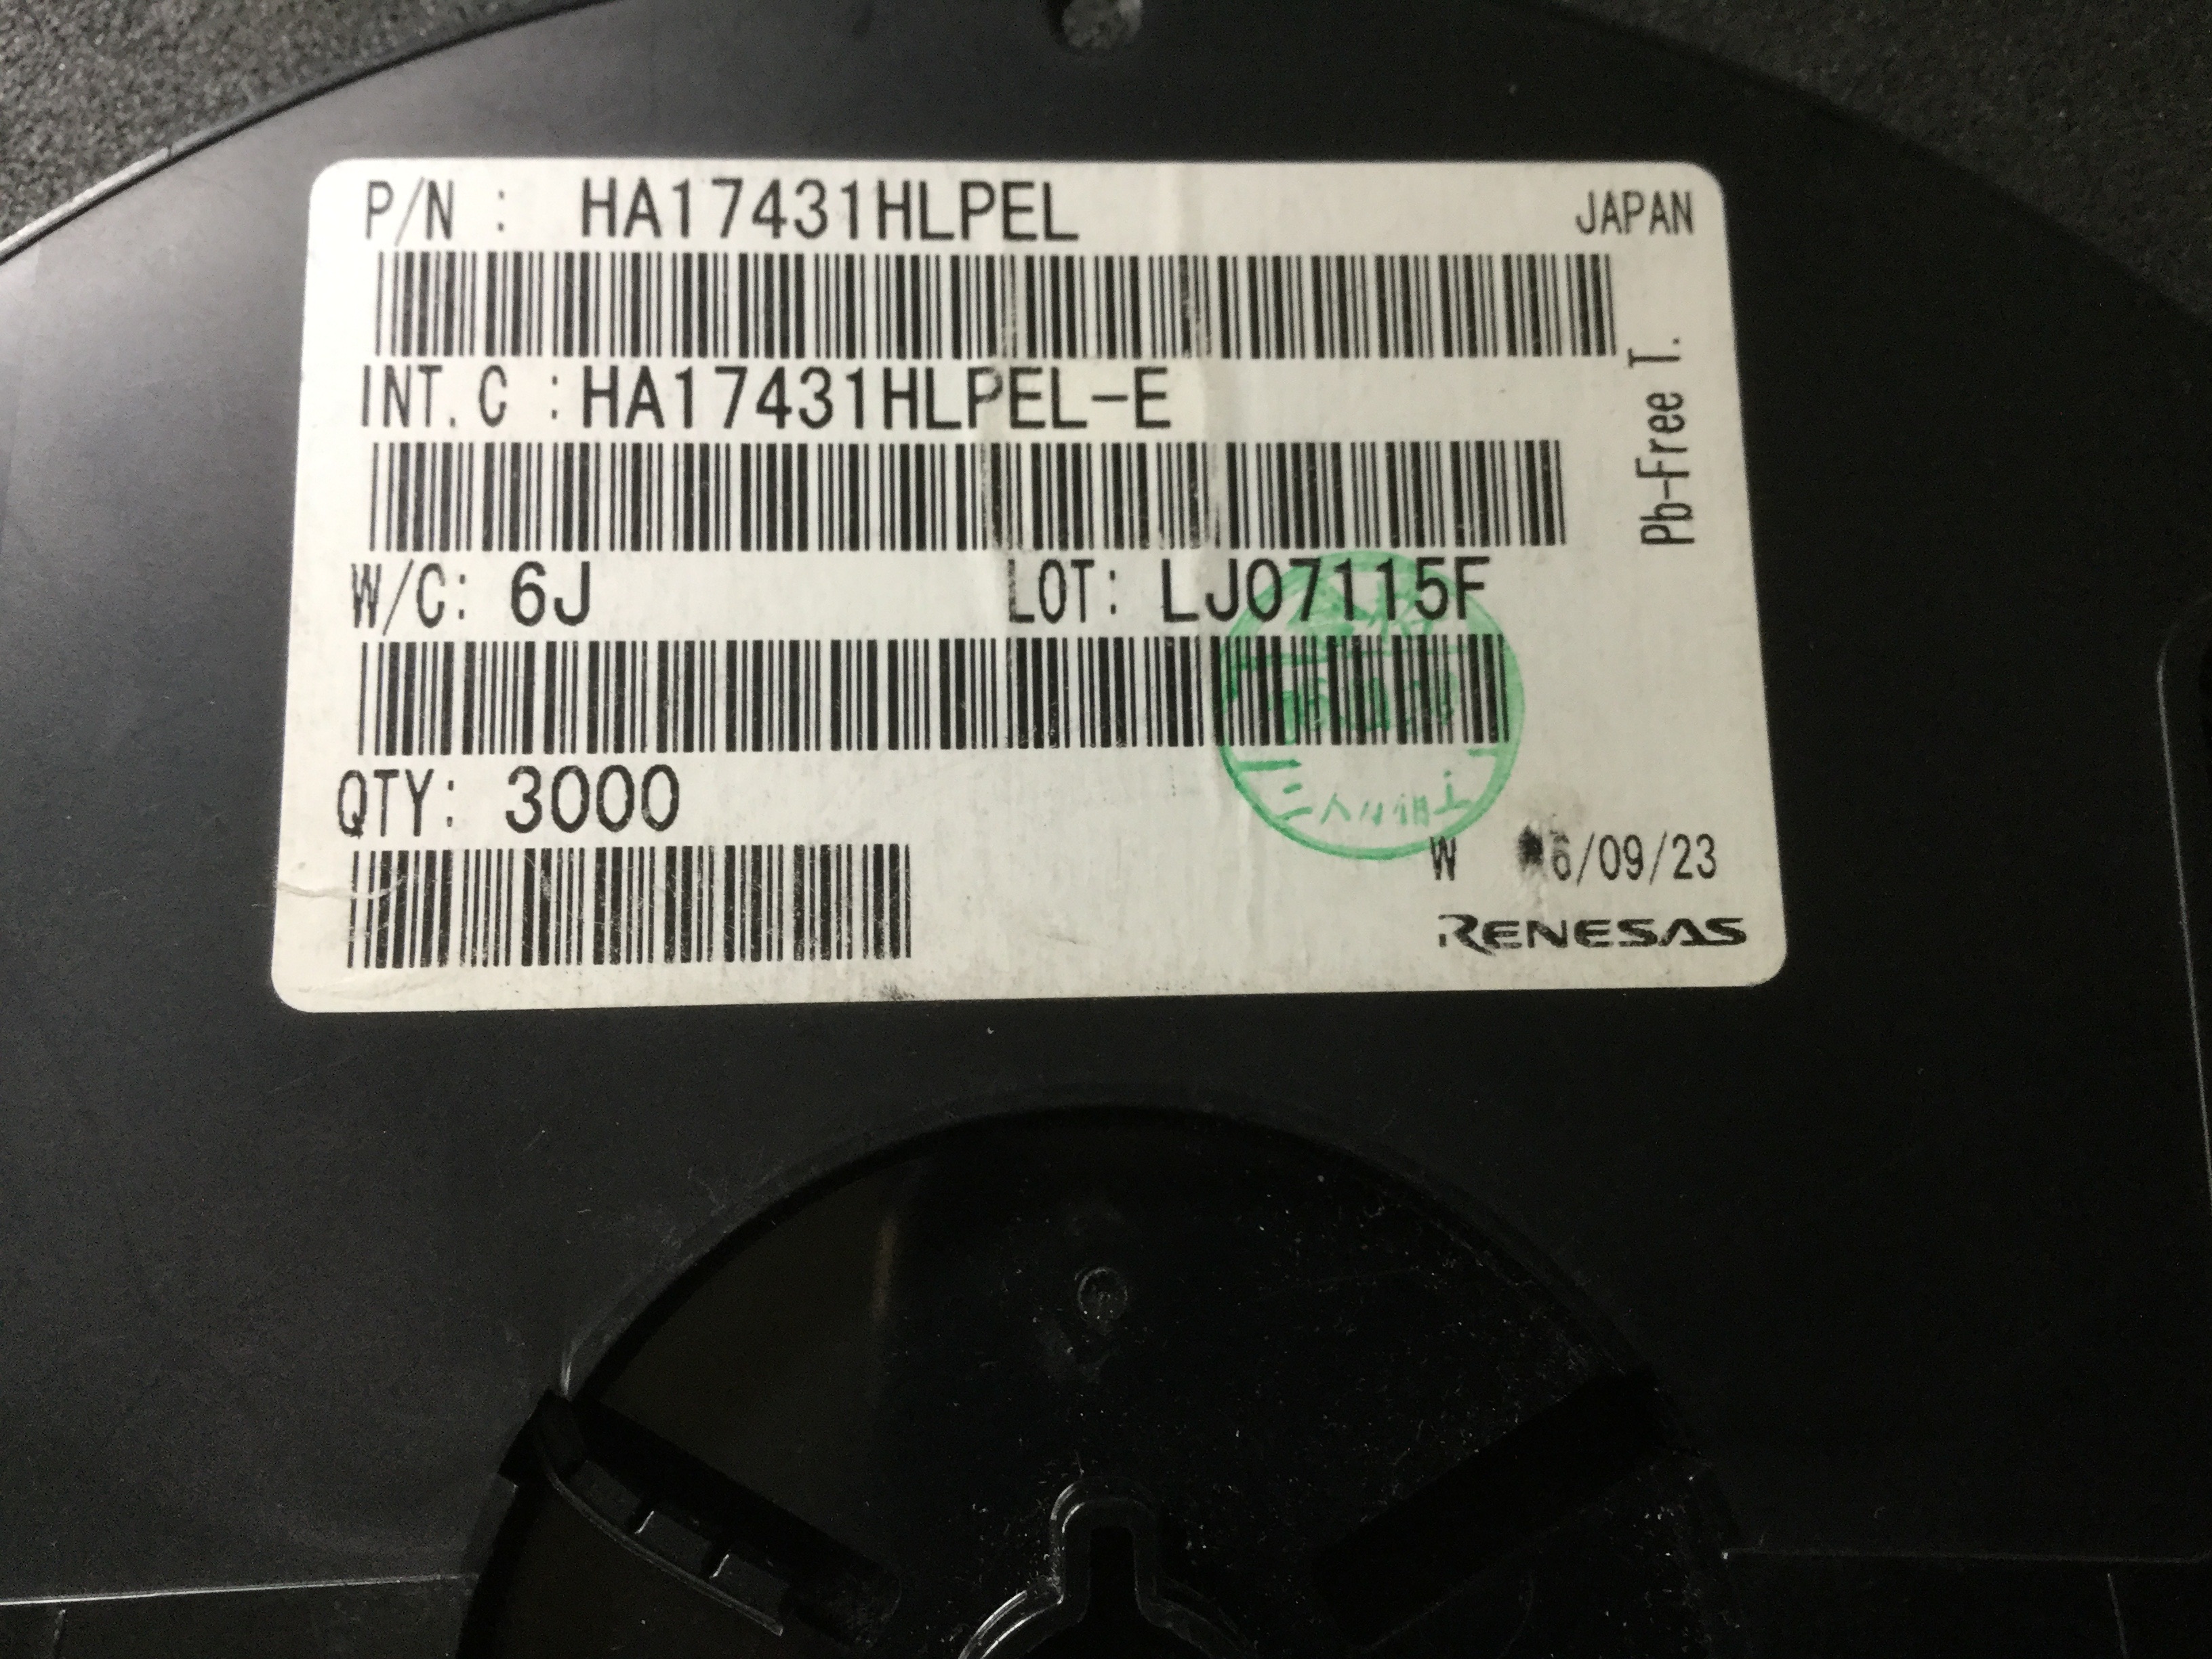 P/N : HA17431HLPEL JAPAN
INT.C :HA17431HLPEL-E
Pb-Free T.
W/C: 6J LOT: LJ07115F
QTY: 3000
W 6/09/23
RENESAS